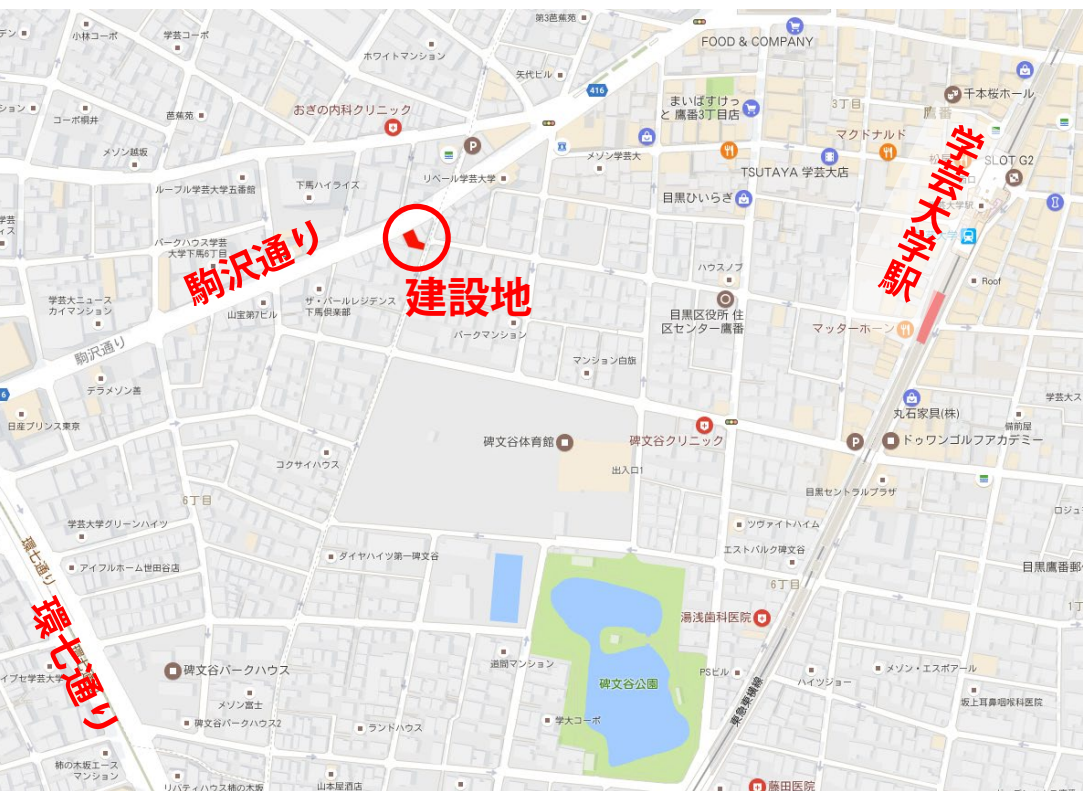 第3芭蕉苑
小林コーポ
学芸コーポ
FOOD & COMPANY
ホワイトマンション
矢代ビル
416
千本桜ホール
おぎの内科クリニック
まいばすけっ
と 鷹番3丁目店
3丁目
鷹番
コーポ桐井
芭蕉苑
マクドナルド
学芸大学駅
メゾン越坂
メゾン学芸大
TSUTAYA 学芸大店
SLOT G2
ルーブル学芸大学五番館
下馬ハイライズ
リベール学芸大学
目黒ひいらぎ
駒沢通り
パークハウス学芸
大学下馬6丁目
建設地
ハウスノブ
Roof
学芸大ニュース
カイマンション
山宝第7ビル
ザ・パールレジデンス
下馬倶楽部
目黒区役所 住
区センター鷹番
マッターホーン
パークマンション
駒沢通り
マンション白旗
デラメゾン善
6
日産プリンス東京
丸石家具(株)
学芸大ス
備前屋
碑文谷体育館
碑文谷クリニック
P
ドゥワンゴルフアカデミー
コクサイハウス
出入口1
6丁目
目黒セントラルプラザ
学芸大学グリーンハイツ
ツヴァイトハイム
ロジュ
環七通り
ダイヤハイツ第一碑文谷
エストバルク碑文谷
アイフルホーム世田谷店
6丁目
目黒鷹番郵
環七通り
湯浅歯科医院
1丁
碑文谷パークハウス
道間マンション
PSビル
メゾン・エスポアール
碑文谷公園
ハイツジョー
メゾン富士
坂上耳鼻咽喉科医院
東急東横線
碑文谷パークハウス2
ランドハウス
学大コーポ
柿の木坂エース
マンション
リバティハウス柿の木坂
山本屋酒店
藤田医院